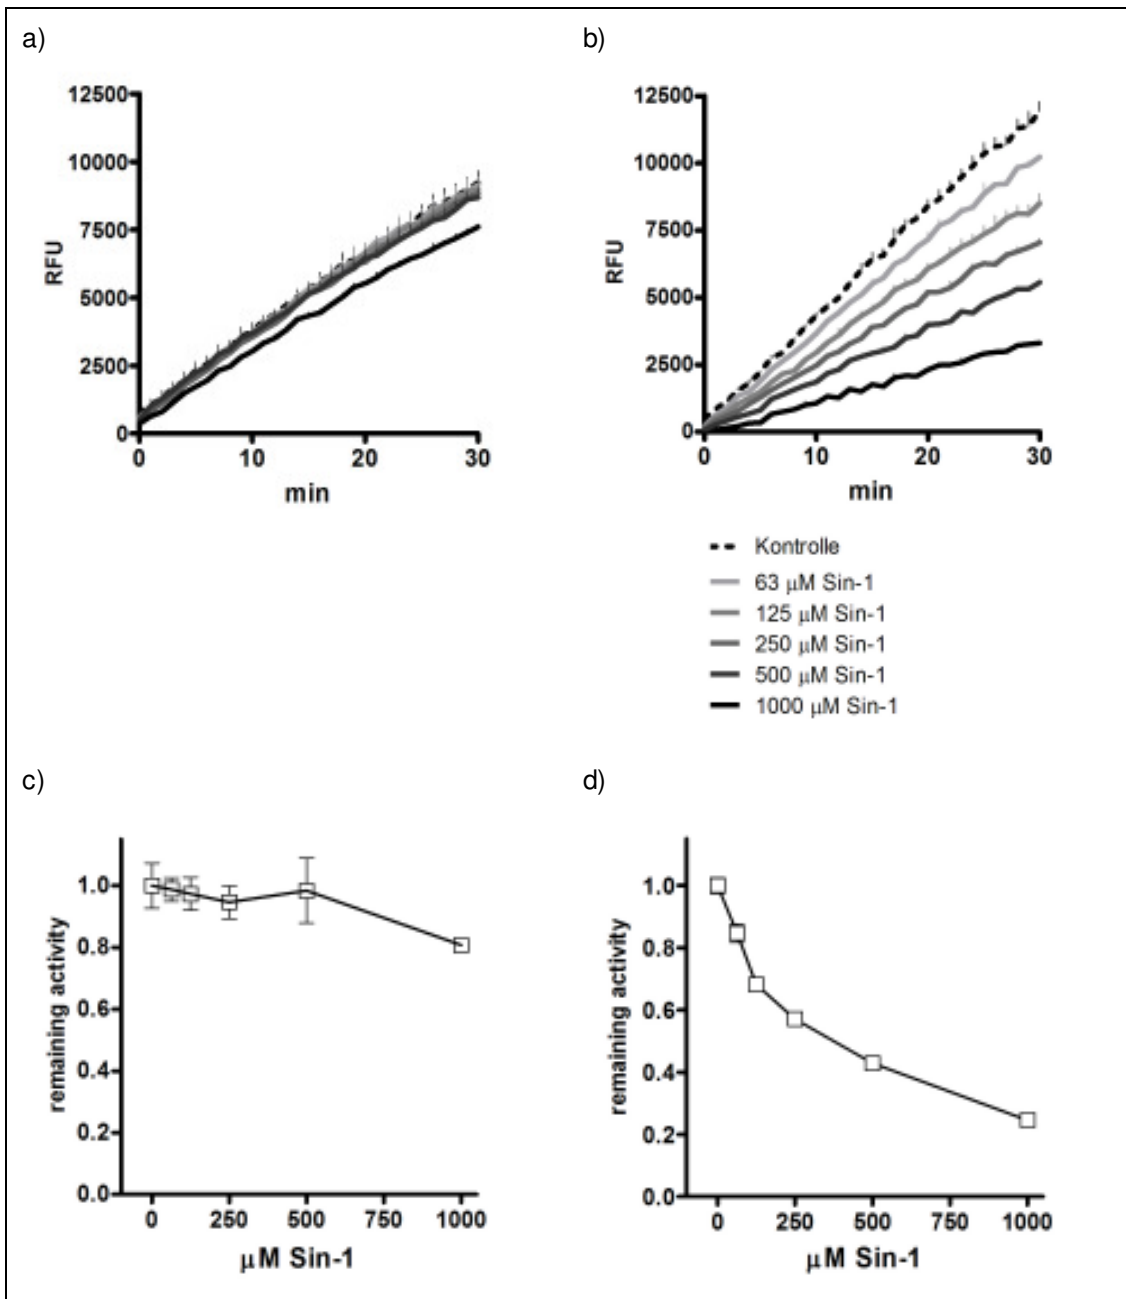 a)
12500
10000
7500
5000
2500
0
RFU
0 10 20 30
min
b)
12500
10000
7500
5000
2500
0
RFU
0 10 20 30
min
Kontrolle
63 μM Sin-1
125 μM Sin-1
250 μM Sin-1
500 μM Sin-1
1000 μM Sin-1
c)
1.0
0.8
0.6
0.4
0.2
0.0
remaining activity
0 250 500 750 1000
μM Sin-1
d)
1.0
0.8
0.6
0.4
0.2
0.0
remaining activity
0 250 500 750 1000
μM Sin-1